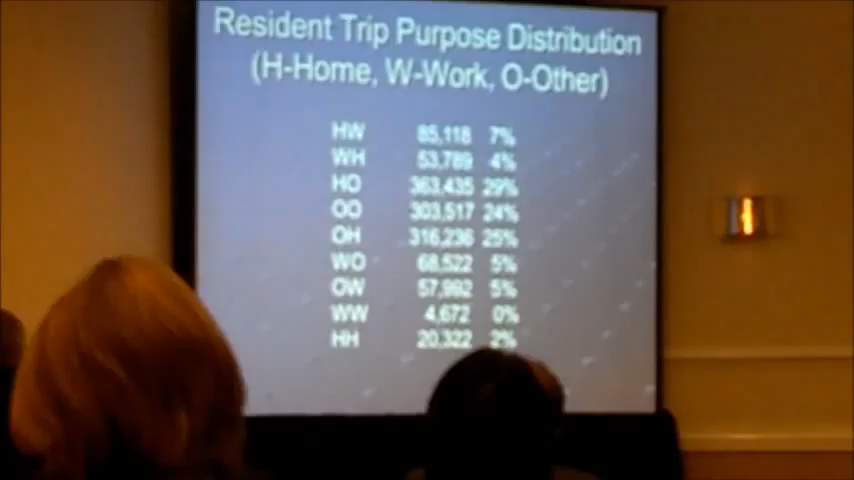 Resident Trip Purpose Distribution
(H-Home, W-Work, O-Other)
HW 85,118 7%
WH 53,789 4%
HO 363,435 29%
OO 303,517 24%
OH 316,236 25%
WO 68,522 5%
OW 57,992 5%
WW 4,672 0%
HH 20,322 2%